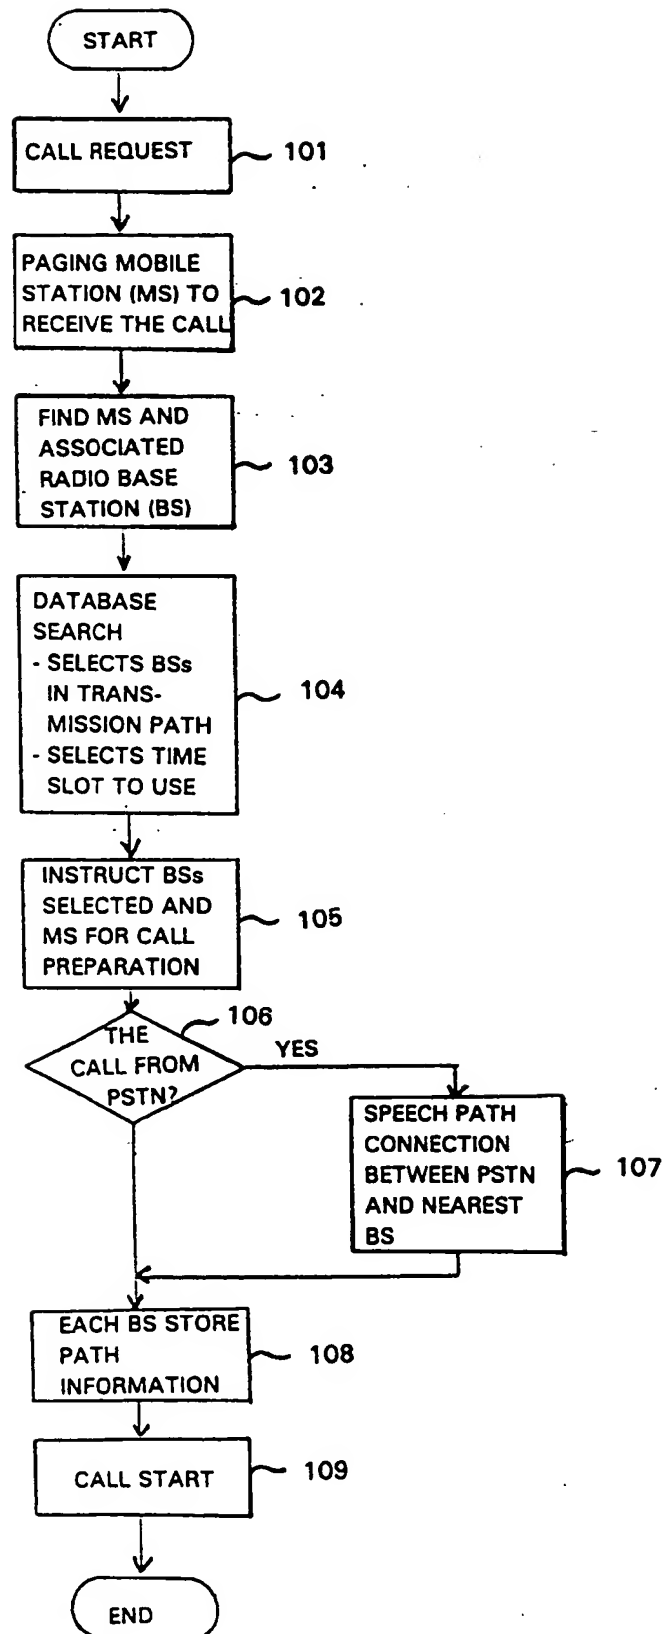 START
CALL REQUEST
101
PAGING MOBILE
STATION (MS) TO
RECEIVE THE CALL
102
FIND MS AND
ASSOCIATED
RADIO BASE
STATION (BS)
103
DATABASE
SEARCH
- SELECTS BSs
IN TRANS-
MISSION PATH
- SELECTS TIME
SLOT TO USE
104
INSTRUCT BSs
SELECTED AND
MS FOR CALL
PREPARATION
105
THE
CALL FROM
PSTN?
106
YES
SPEECH PATH
CONNECTION
BETWEEN PSTN
AND NEAREST
BS
107
EACH BS STORE
PATH
INFORMATION
108
CALL START
109
END